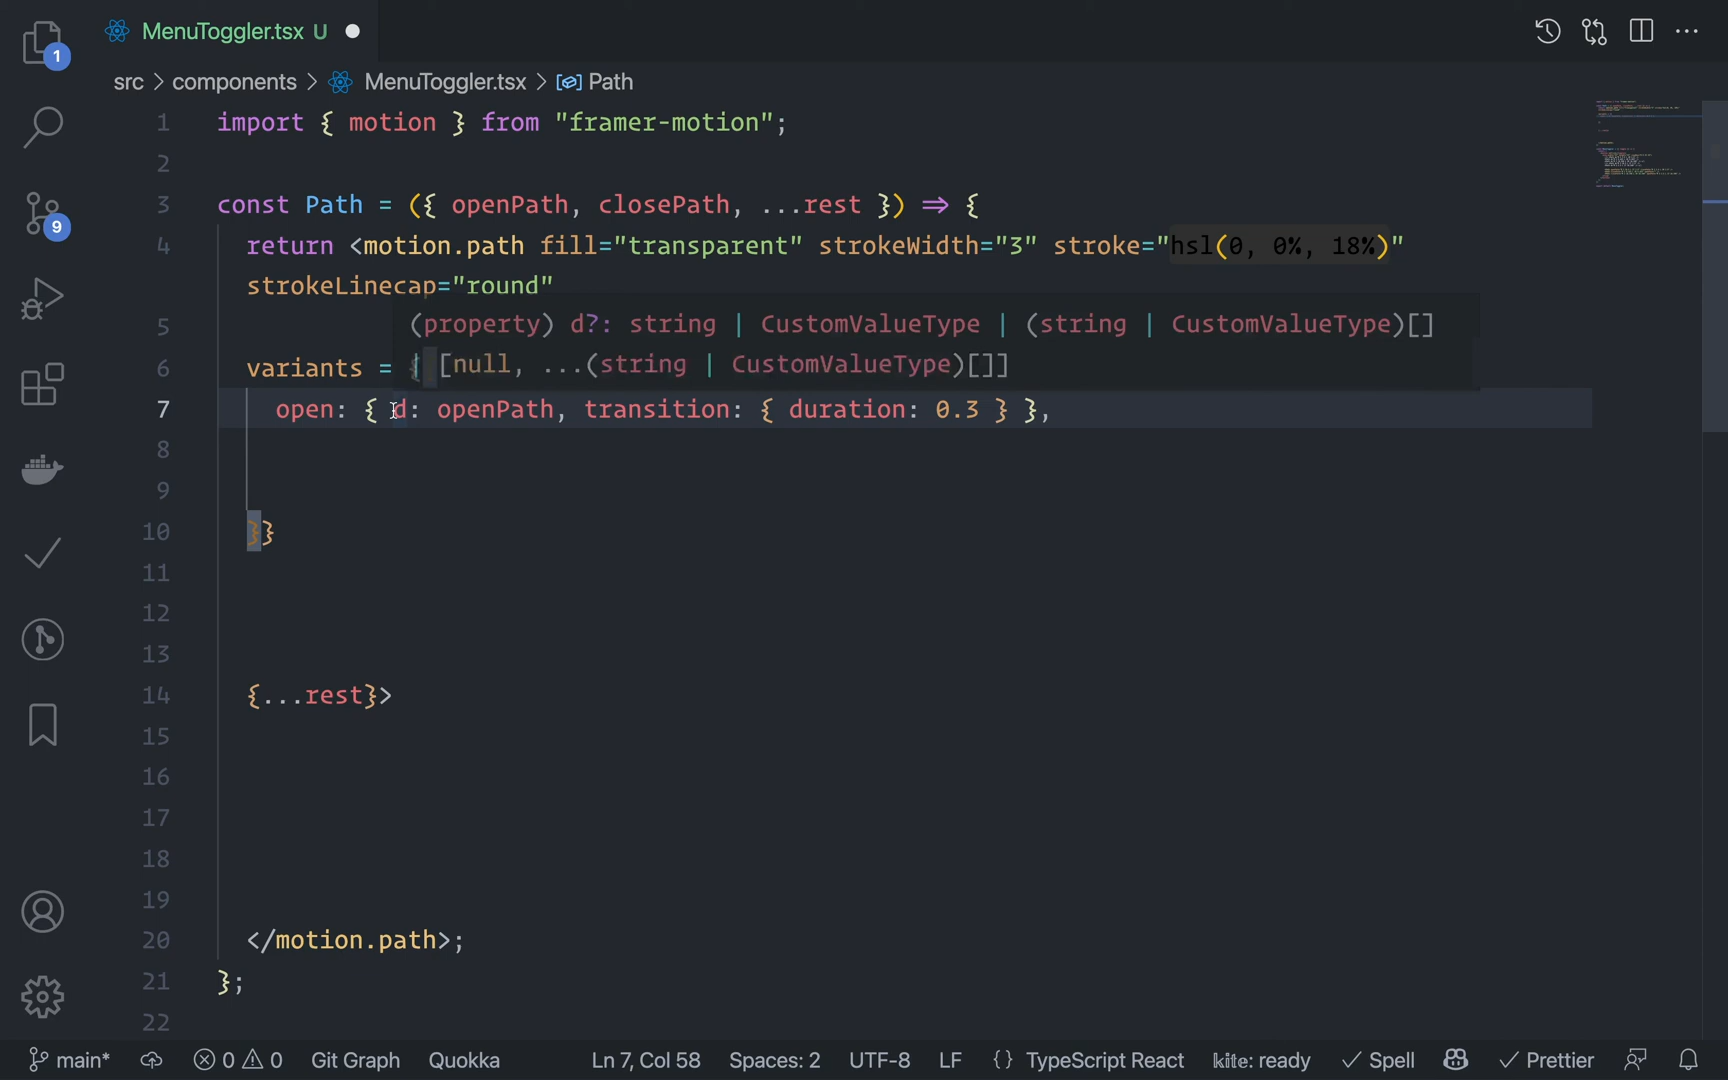 MenuToggler.tsx U
1
src > components > MenuToggler.tsx > Path
1 import { motion } from "framer-motion";
2
3 const Path = ({ openPath, closePath, ...rest }) => {
4 return <motion.path fill="transparent" strokeWidth="3" stroke="hsl(0, 0%, 18%)"
strokeLinecap="round"
9
5 (property) d?: string | CustomValueType | (string | CustomValueType)[]
6 variants = { [null, ...(string | CustomValueType)[]]
7 open: { d: openPath, transition: { duration: 0.3 } },
8
9
10 }}
11
12
13
14 {...rest}>
15
16
17
18
19
20 </motion.path>;
21 };
22
main* 0 0 Git Graph Quokka Ln 7, Col 58 Spaces: 2 UTF-8 LF {} TypeScript React kite: ready Spell Prettier